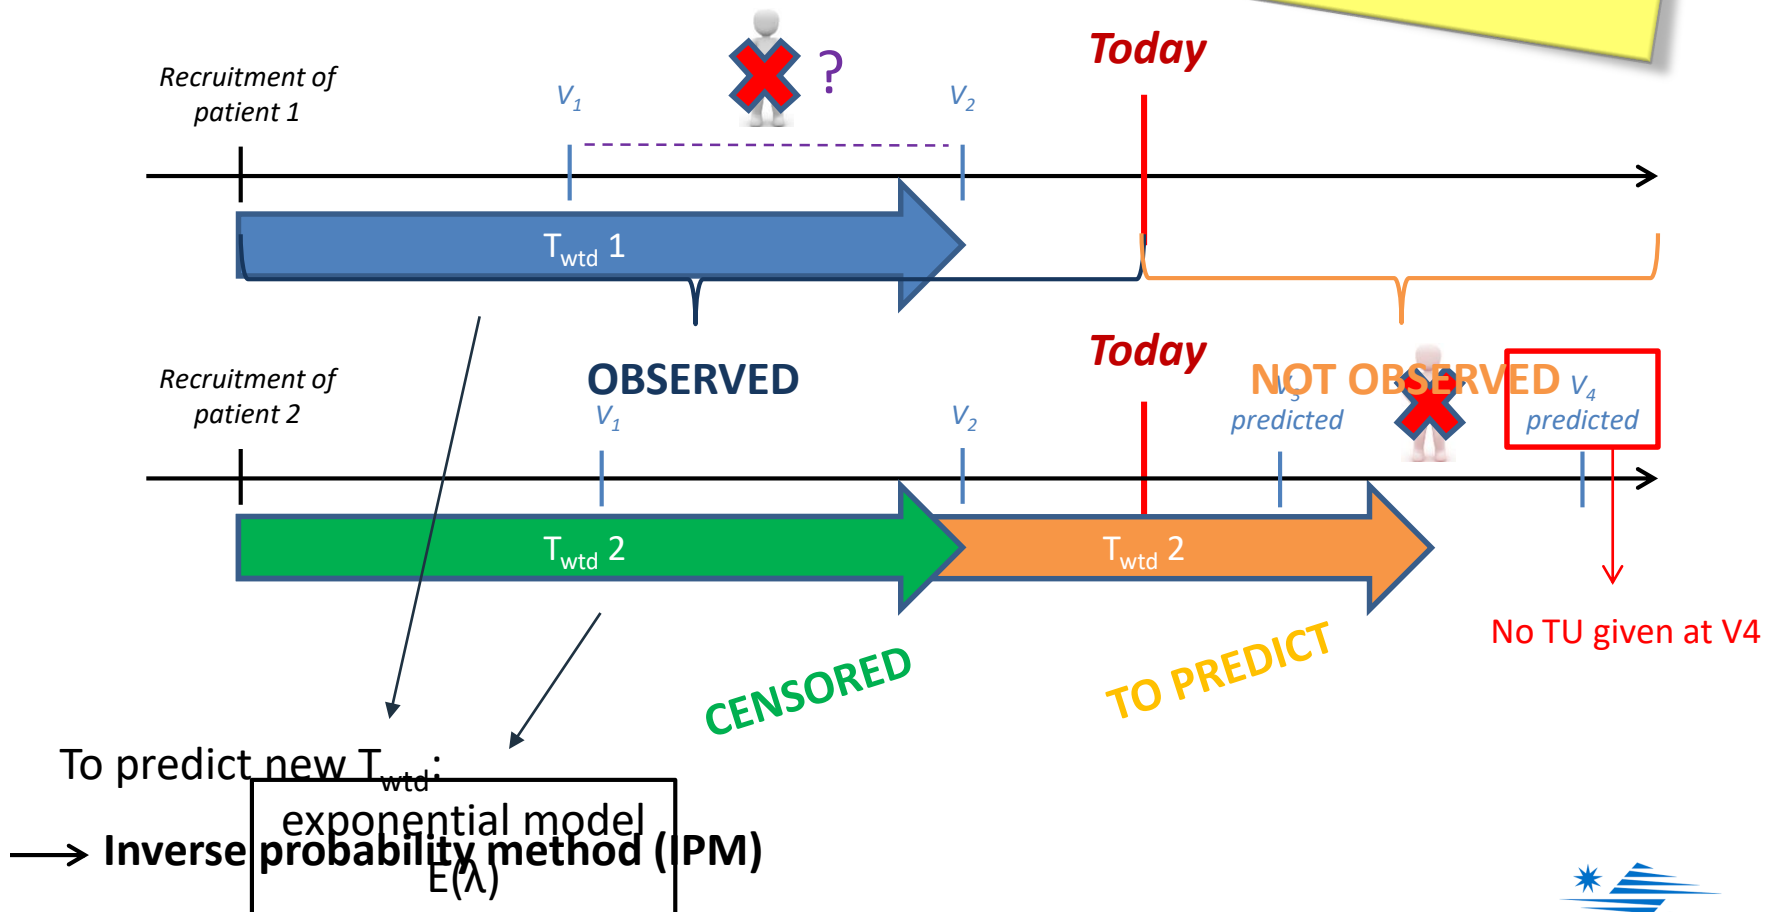 Today
Recruitment of
patient 1
V1
?
V2
Twtd 1
OBSERVED
Today
NOT OBSERVED
Recruitment of
patient 2
V1
V2
V3
predicted
V4
predicted
Twtd 2
Twtd 2
No TU given at V4
CENSORED
TO PREDICT
To predict new Twtd:
exponential model
E(λ)
Inverse probability method (IPM)